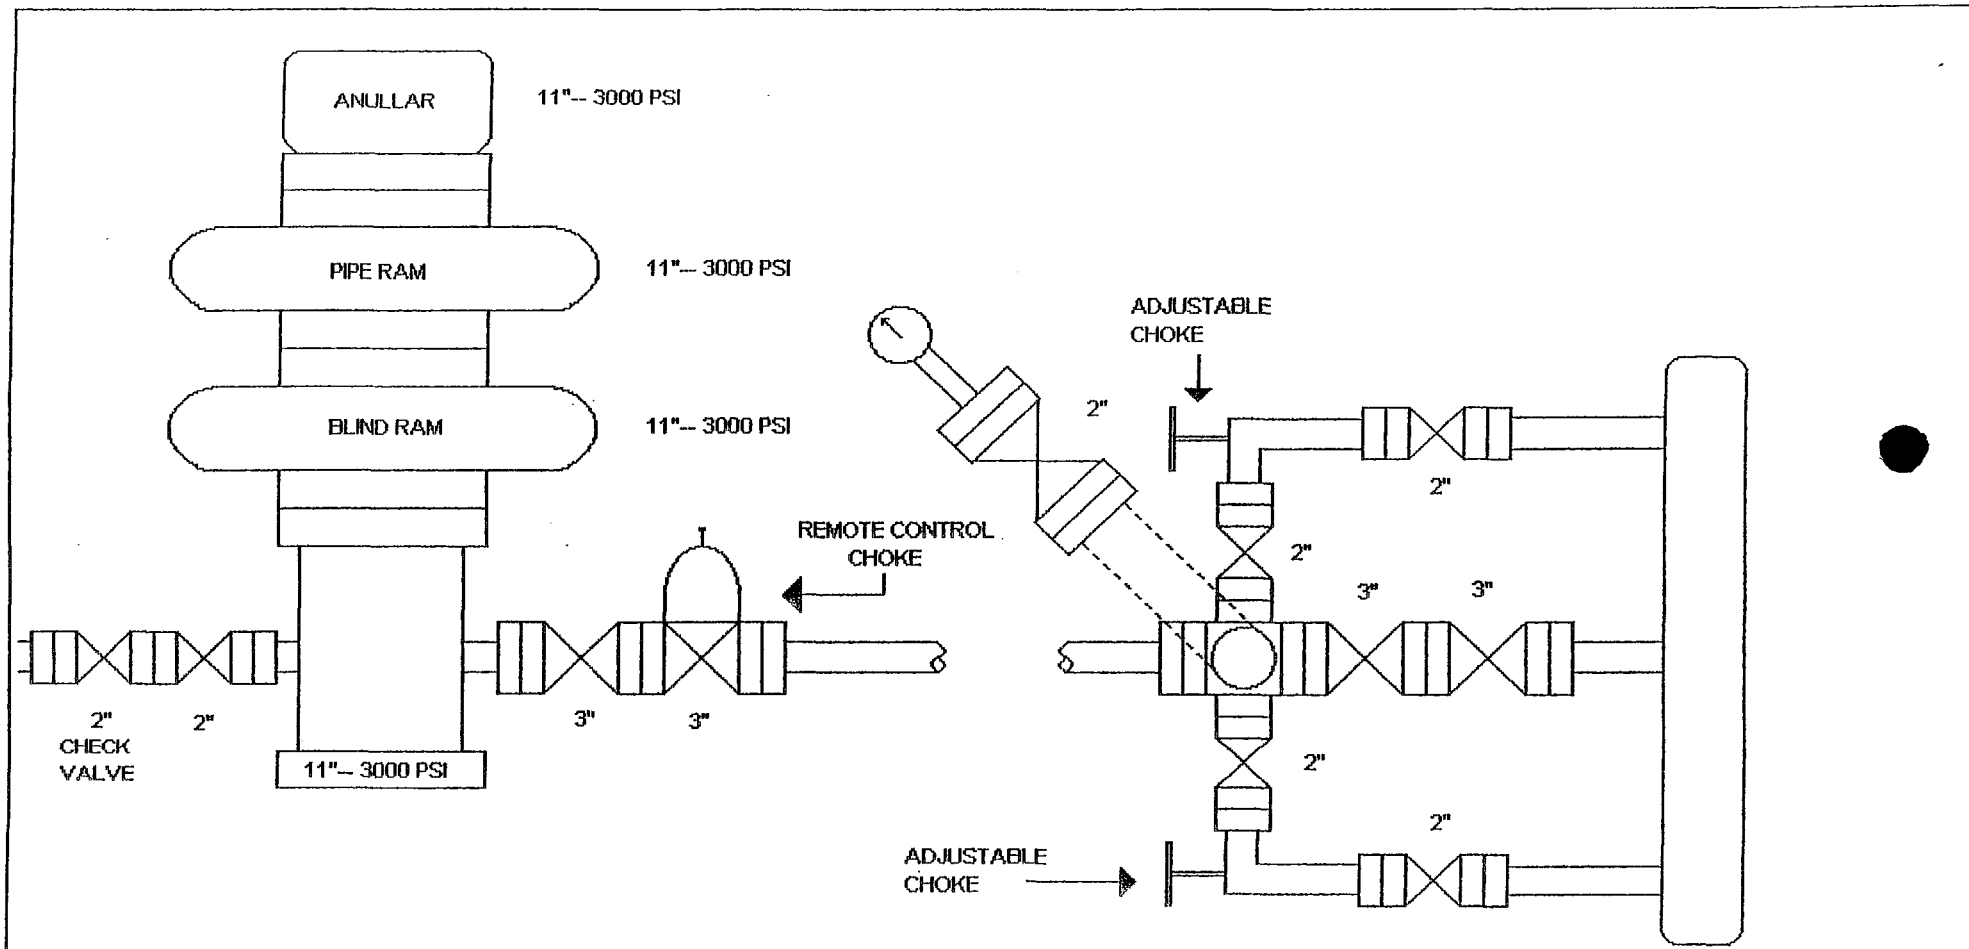 ANULLAR
11"-- 3000 PSI
PIPE RAM
11"-- 3000 PSI
BLIND RAM
11"-- 3000 PSI
2"
CHECK
VALVE
2"
11"-- 3000 PSI
3"
3"
REMOTE CONTROL
CHOKE
2"
ADJUSTABLE
CHOKE
2"
2"
3"
3"
2"
2"
ADJUSTABLE
CHOKE